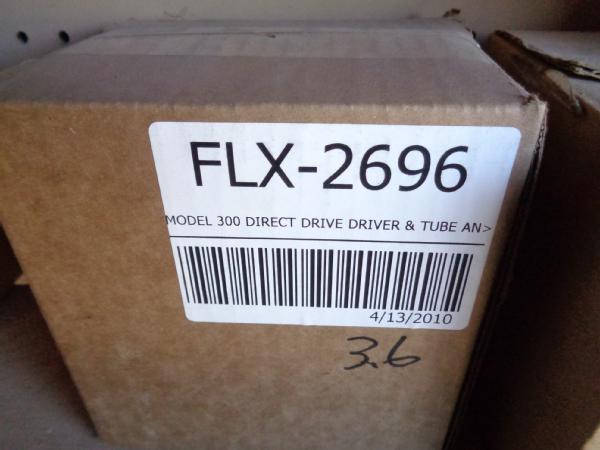 FLX-2696
MODEL 300 DIRECT DRIVE DRIVER & TUBE AN>
4/13/2010
3.6